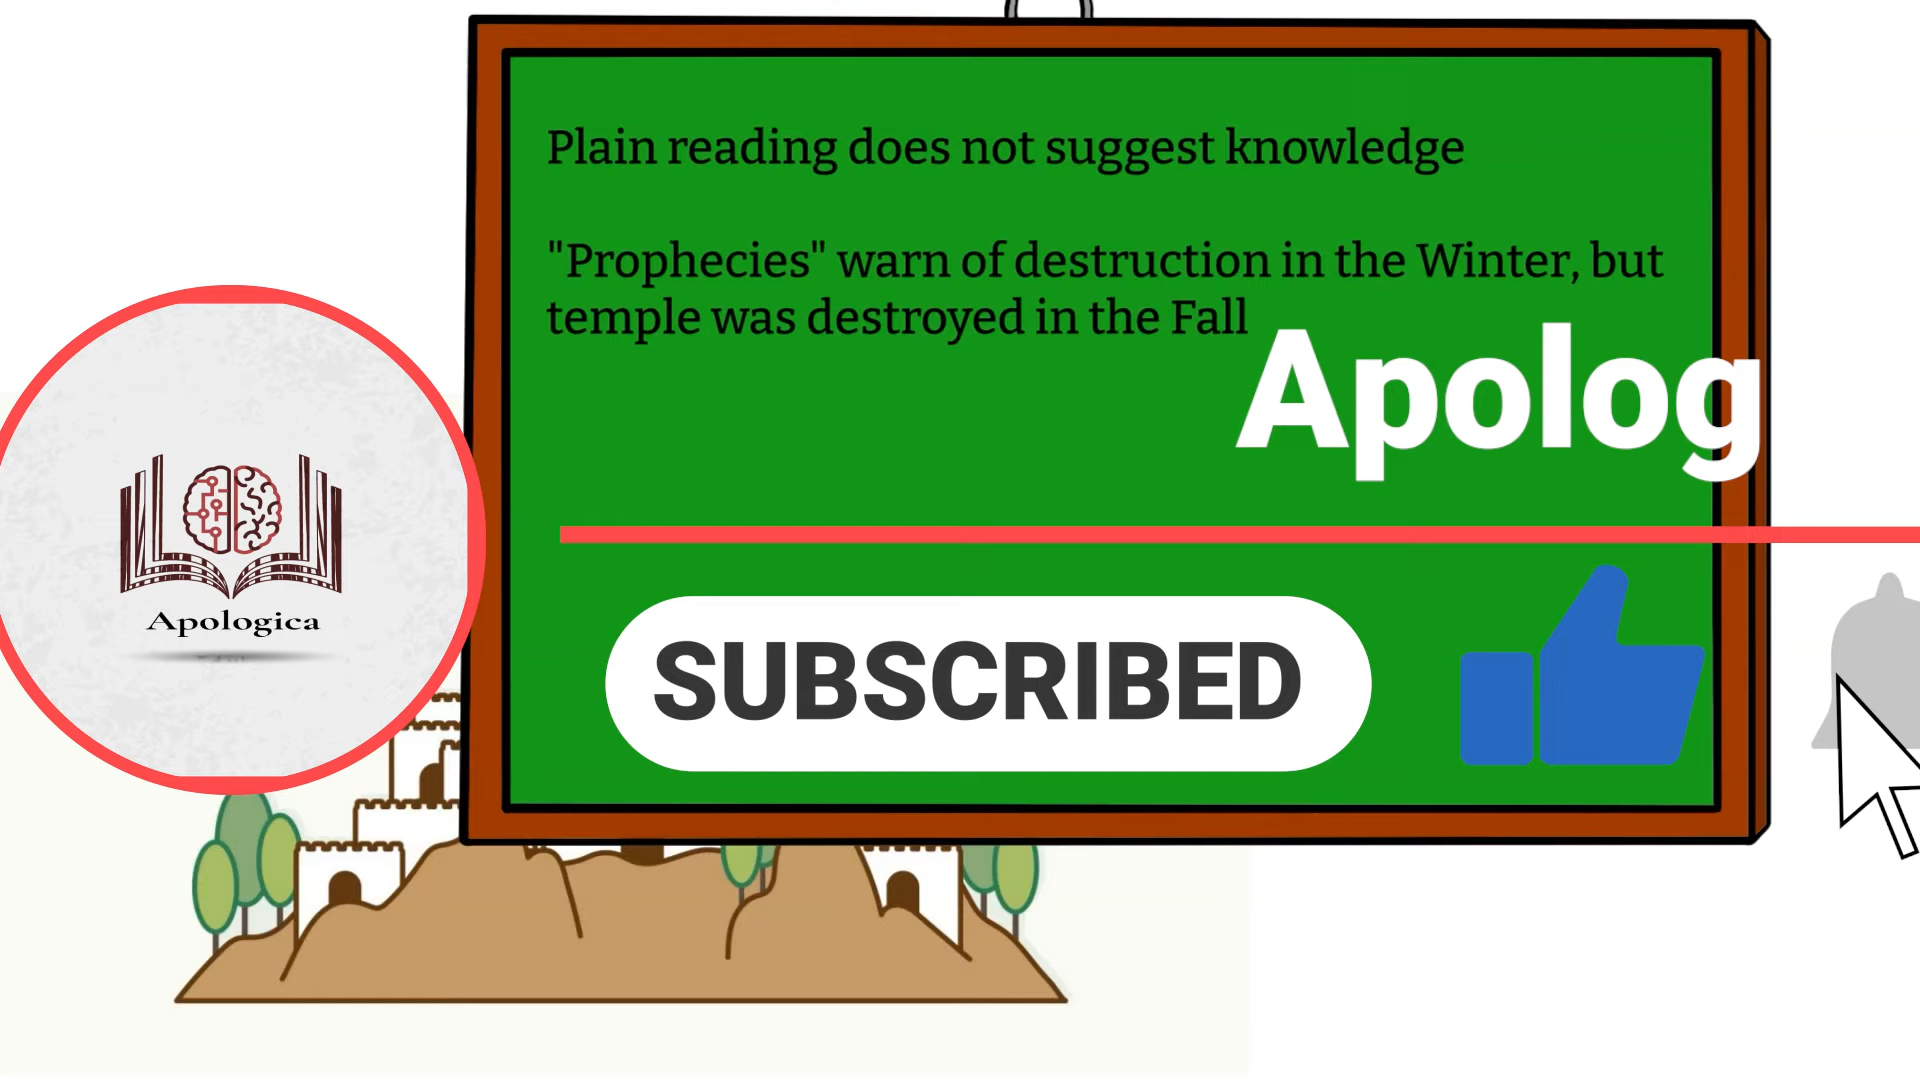 Plain reading does not suggest knowledge
"Prophecies" warn of destruction in the Winter, but
temple was destroyed in the Fall
Apolog
Apologica
SUBSCRIBED